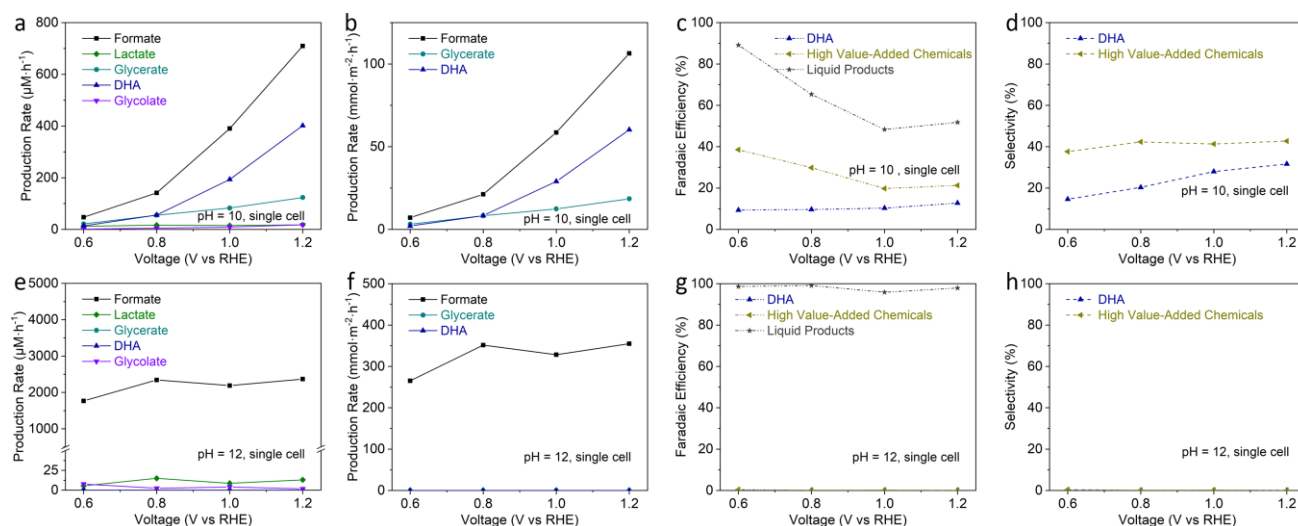 a
800
600
400
200
0
Production Rate (µM·h⁻¹)
Formate
Lactate
Glycerate
DHA
Glycolate
pH = 10, single cell
0.6 0.8 1.0 1.2
Voltage (V vs RHE)
b
100
75
50
25
0
Production Rate (mmol·m⁻²·h⁻¹)
Formate
Glycerate
DHA
pH = 10, single cell
0.6 0.8 1.0 1.2
Voltage (V vs RHE)
c
100
80
60
40
20
0
Faradaic Efficiency (%)
DHA
High Value-Added Chemicals
Liquid Products
pH = 10 , single cell
0.6 0.8 1.0 1.2
Voltage (V vs RHE)
d
100
80
60
40
20
0
Selectivity (%)
DHA
High Value-Added Chemicals
pH = 10, single cell
0.6 0.8 1.0 1.2
Voltage (V vs RHE)
e
5000
4000
3000
2000
1000
25
0
Production Rate (µM·h⁻¹)
Formate
Lactate
Glycerate
DHA
Glycolate
pH = 12, single cell
0.6 0.8 1.0 1.2
Voltage (V vs RHE)
f
500
400
300
200
100
0
Production Rate (mmol·m⁻²·h⁻¹)
Formate
Glycerate
DHA
pH = 12, single cell
0.6 0.8 1.0 1.2
Voltage (V vs RHE)
g
100
80
60
40
20
0
Faradaic Efficiency (%)
DHA
High Value-Added Chemicals
Liquid Products
pH = 12, single cell
0.6 0.8 1.0 1.2
Voltage (V vs RHE)
h
100
80
60
40
20
0
Selectivity (%)
DHA
High Value-Added Chemicals
pH = 12, single cell
0.6 0.8 1.0 1.2
Voltage (V vs RHE)